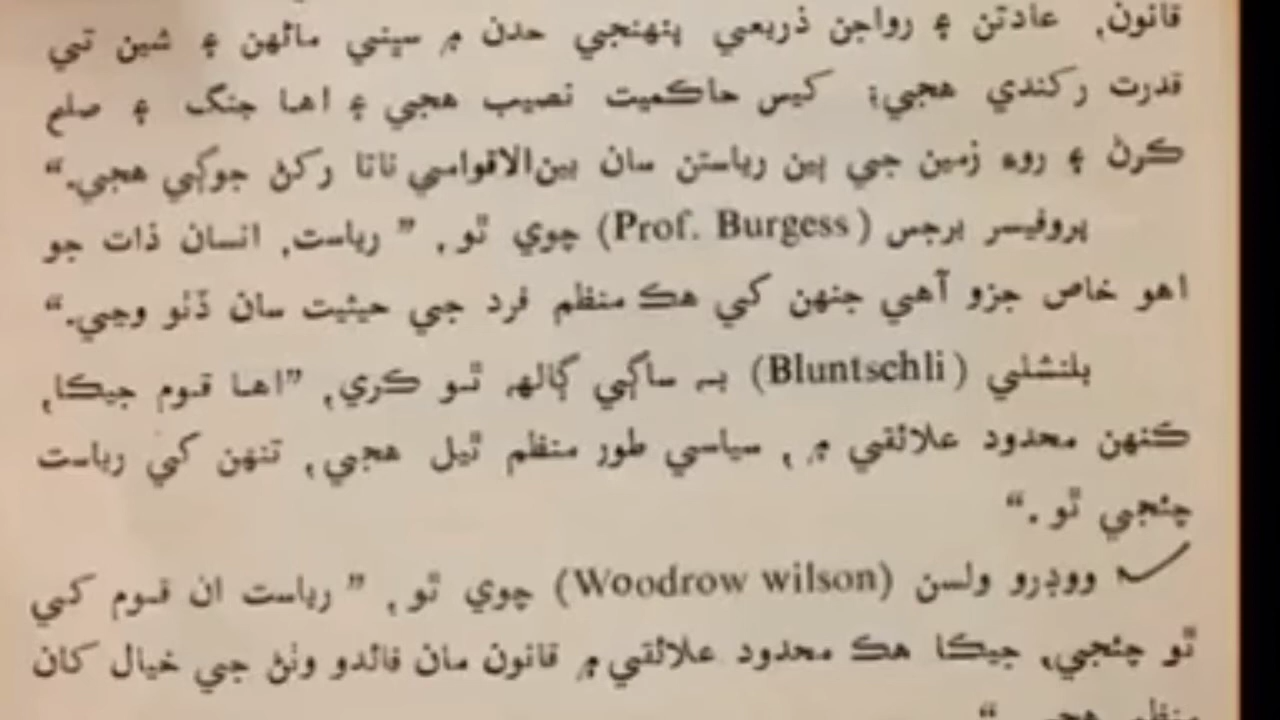 قانون, عادتن ۽ رواجن ذريعي پنهنجي حدن ۾ سڀني ماڻهن ۽ شين تي
قدرت رکندي هجي؛ کيس حاڪميت نصيب هجي ۽ اها جنگ ۽ صلح
ڪرڻ ۽ روءِ زمين جي ٻين رياستن سان بين‌الاقوامي ناتا رکڻ جوڳي هجي.“
پروفيسر برجس (Prof. Burgess) چوي ٿو, ” رياست, انسان ذات جو
اهو خاص جزو آهي جنهن کي هڪ منظم فرد جي حيثيت سان ڏٺو وڃي.“
بلنشلي (Bluntschli) به ساڳي ڳالهه ٿو ڪري, ”اها قوم جيڪا,
ڪنهن محدود علائقي ۾, سياسي طور منظم ٿيل هجي, تنهن کي رياست
چئجي ٿو.“
ووڊرو ولسن (Woodrow wilson) چوي ٿو, ” رياست ان قوم کي
ٿو چئجي, جيڪا هڪ محدود علائقي ۾ قانون مان فائدو وٺڻ جي خيال کان
منظم هجي.“